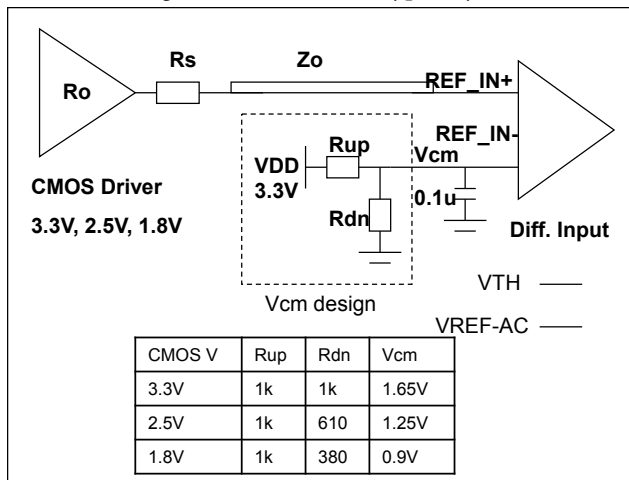 Rs
Zo
Ro
REF_IN+
REF_IN-
Rup
Vcm
VDD
3.3V
0.1u
Rdn
CMOS Driver
3.3V, 2.5V, 1.8V
Diff. Input
Vcm design
VTH
VREF-AC
CMOS V Rup Rdn Vcm
3.3V 1k 1k 1.65V
2.5V 1k 610 1.25V
1.8V 1k 380 0.9V